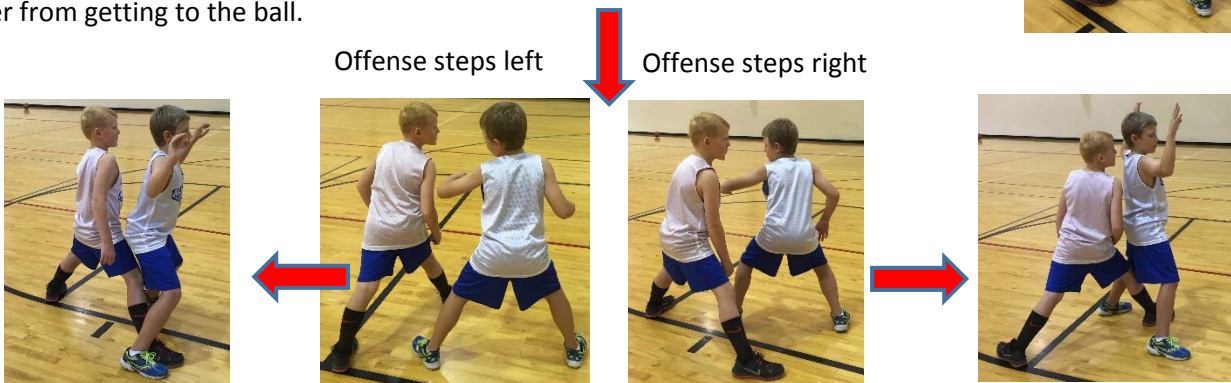 er from getting to the ball.
Offense steps left
Offense steps right